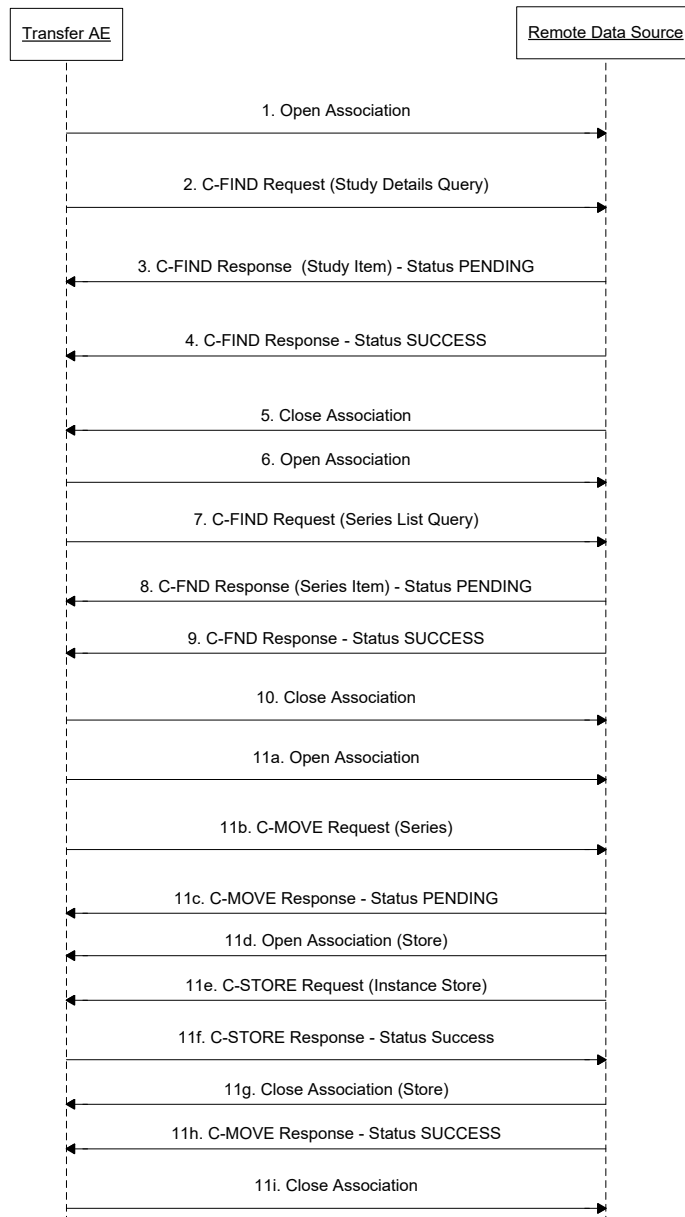 Transfer AE
Remote Data Source
1. Open Association
2. C-FIND Request (Study Details Query)
3. C-FIND Response  (Study Item) - Status PENDING
4. C-FIND Response - Status SUCCESS
5. Close Association
6. Open Association
7. C-FIND Request (Series List Query)
8. C-FND Response (Series Item) - Status PENDING
9. C-FND Response - Status SUCCESS
10. Close Association
11a. Open Association
11b. C-MOVE Request (Series)
11c. C-MOVE Response - Status PENDING
11d. Open Association (Store)
11e. C-STORE Request (Instance Store)
11f. C-STORE Response - Status Success
11g. Close Association (Store)
11h. C-MOVE Response - Status SUCCESS
11i. Close Association